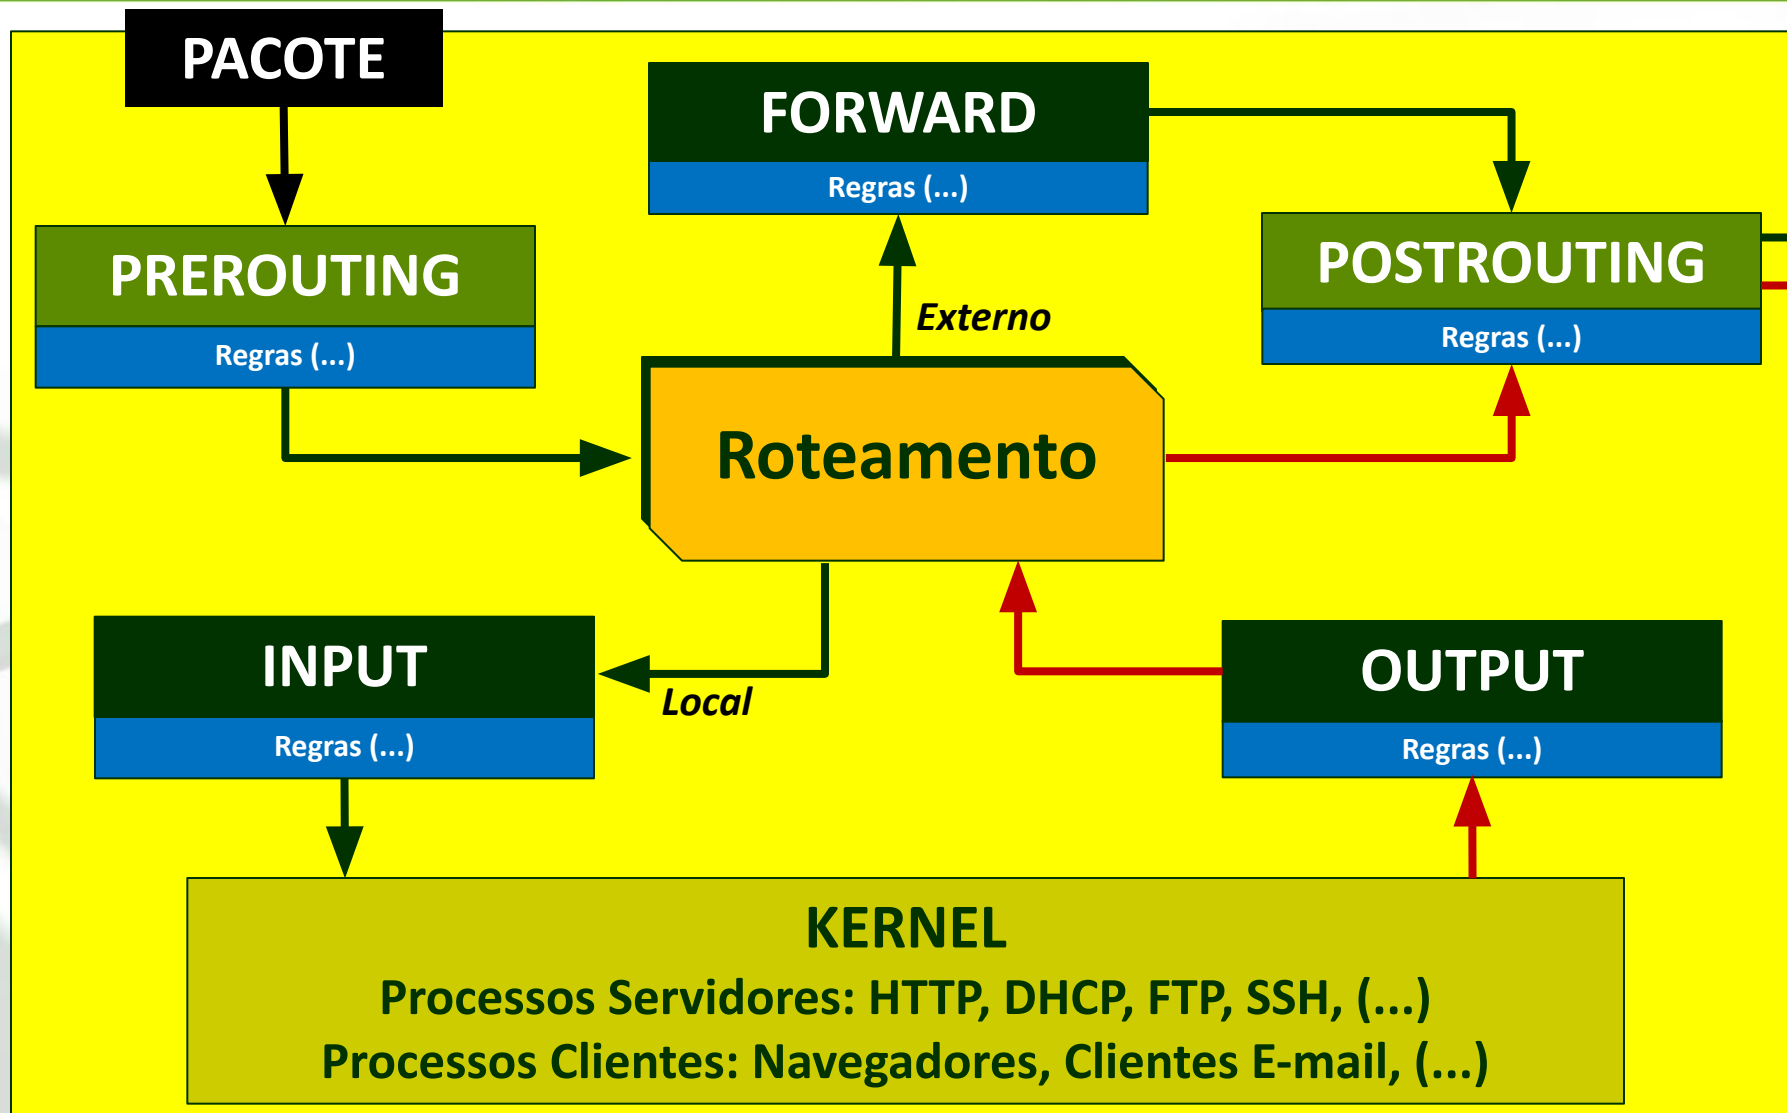 PACOTE
FORWARD
Regras (...)
PREROUTING
Regras (...)
POSTROUTING
Regras (...)
Externo
Roteamento
INPUT
Regras (...)
Local
OUTPUT
Regras (...)
KERNEL
Processos Servidores: HTTP, DHCP, FTP, SSH, (...)
Processos Clientes: Navegadores, Clientes E-mail, (...)